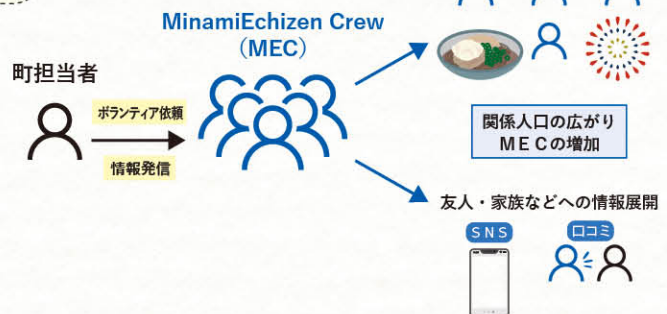 MinamiEchizen Crew
（MEC）
町担当者
ボランティア依頼
情報発信
関係人口の広がり
ＭＥＣの増加
友人・家族などへの情報展開
ＳＮＳ
口コミ